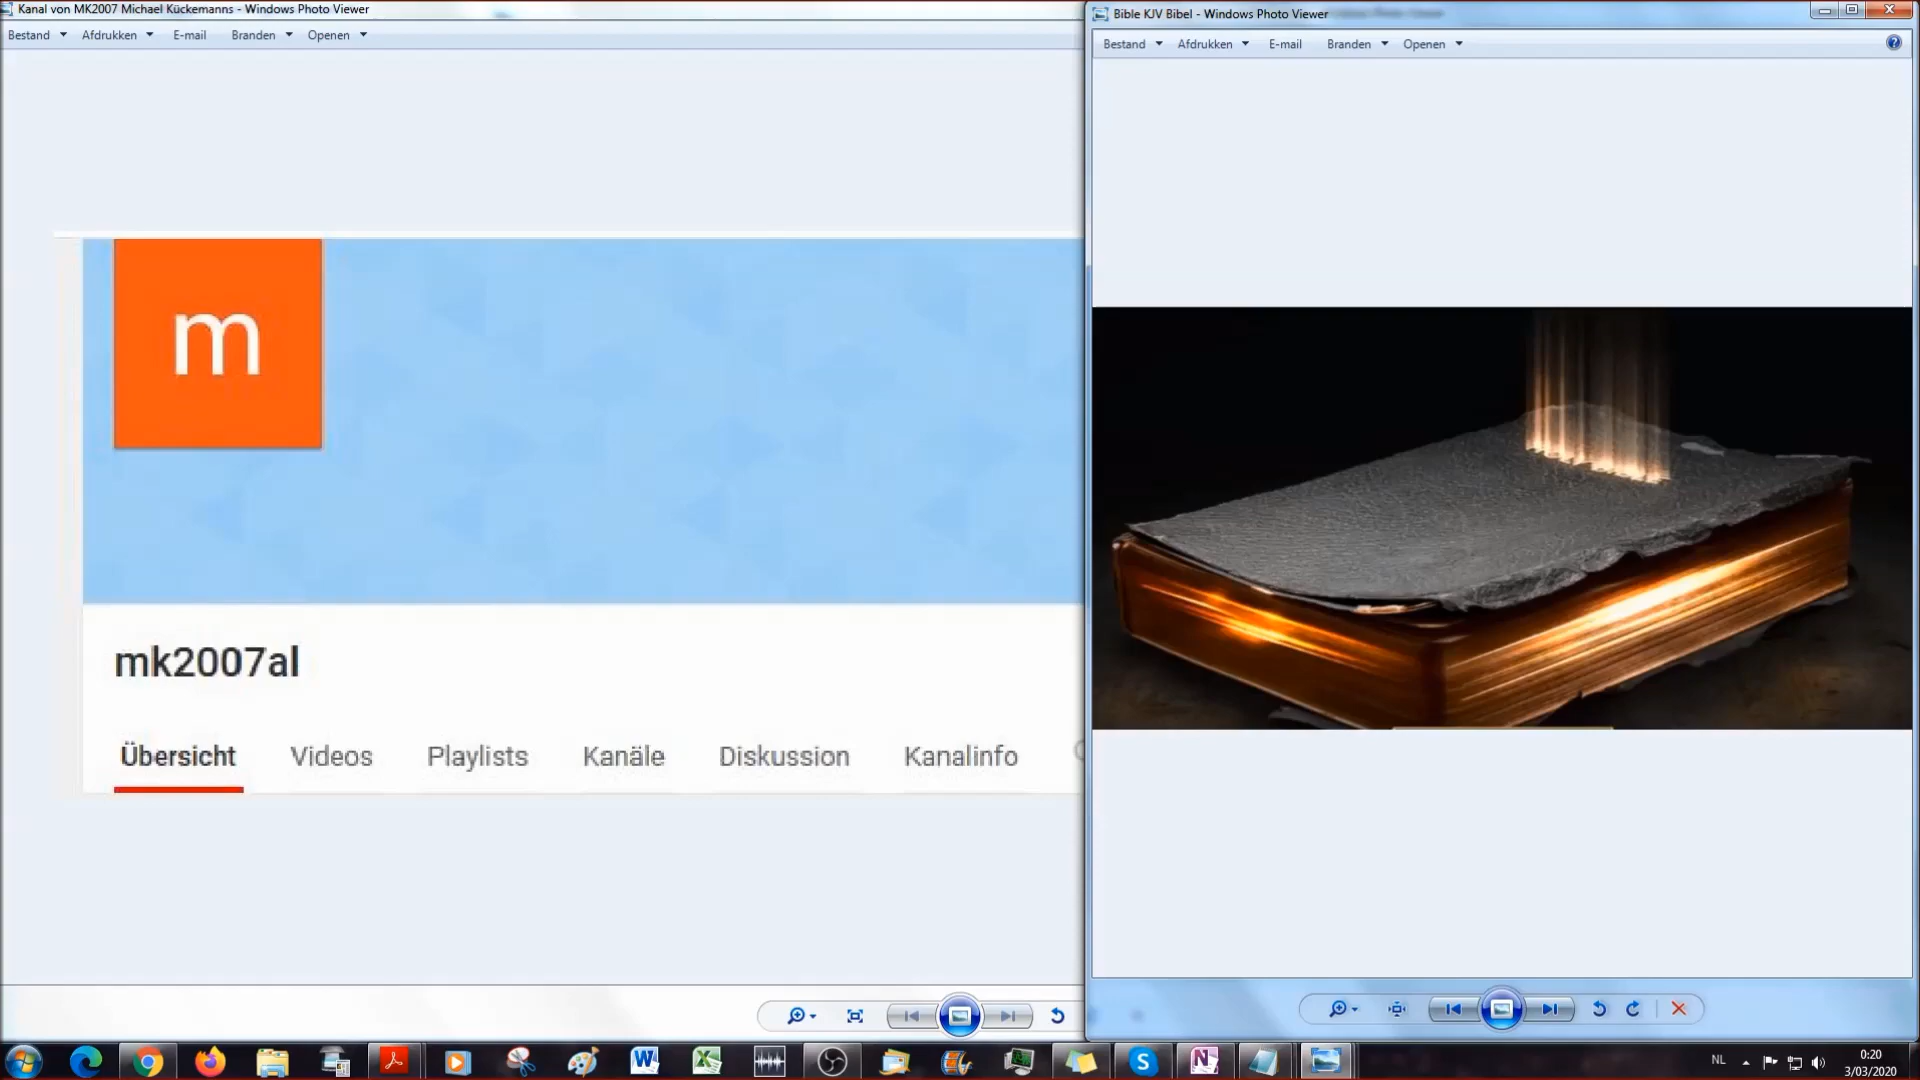 Kanal von MK2007 Michael Kückemanns - Windows Photo Viewer
Bestand Afdrukken E-mail Branden Openen
m
mk2007al
Übersicht Videos Playlists Kanäle Diskussion Kanalinfo
Bible KJV Bibel - Windows Photo Viewer
Bestand Afdrukken E-mail Branden Openen
NL
0:20
3/03/2020